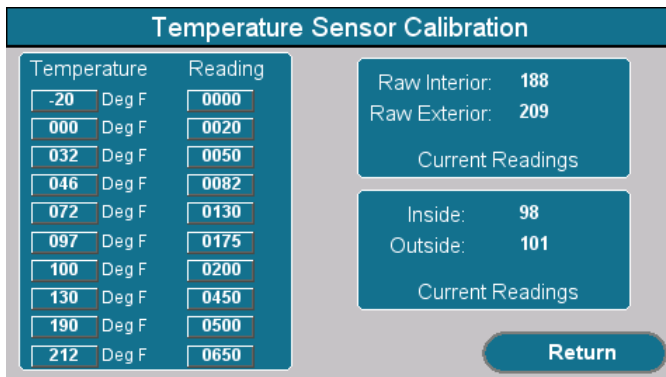 Temperature Sensor Calibration
Temperature Reading
-20 Deg F 0000
000 Deg F 0020
032 Deg F 0050
046 Deg F 0082
072 Deg F 0130
097 Deg F 0175
100 Deg F 0200
130 Deg F 0450
190 Deg F 0500
212 Deg F 0650
Raw Interior: 188
Raw Exterior: 209
Current Readings
Inside: 98
Outside: 101
Current Readings
Return